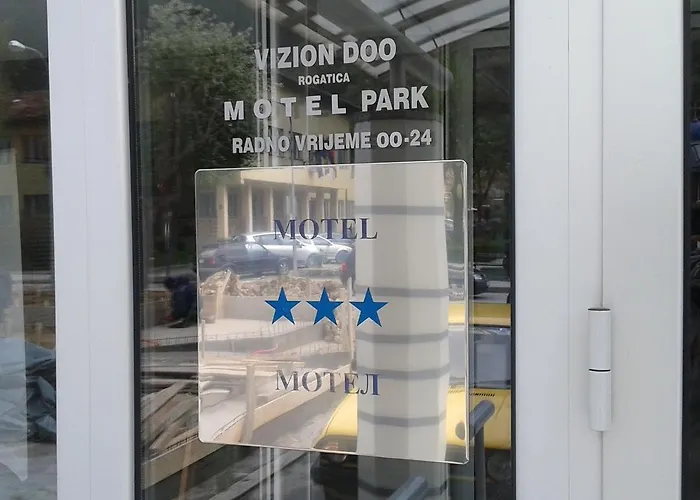 VIZION DOO
ROGATICA
MOTEL PARK
RADNO VRIJEME 00-24
MOTEL
★★★
МОТЕЛ